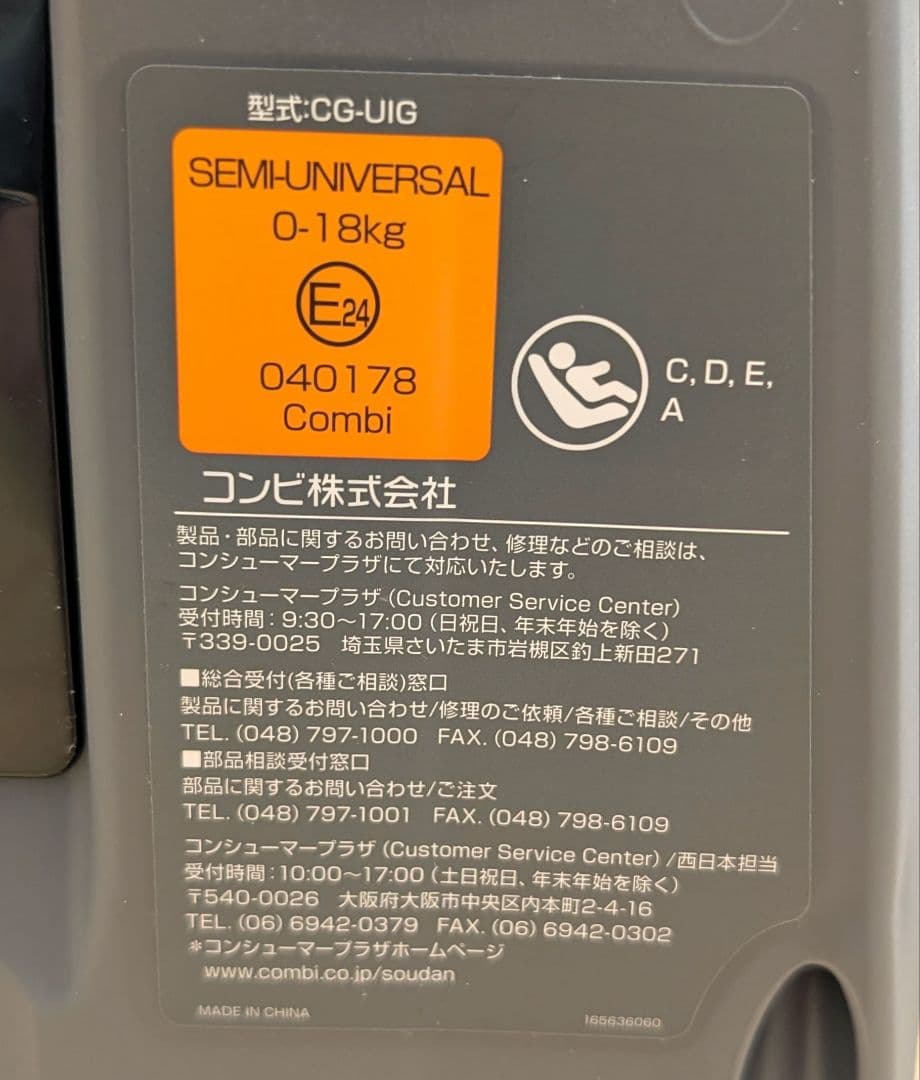 型式:CG-UIG
SEMI-UNIVERSAL
0-18kg
E24
040178
Combi
C, D, E,
A
コンビ株式会社
製品・部品に関するお問い合わせ、修理などのご相談は、
コンシューマープラザにて対応いたします。
コンシューマープラザ (Customer Service Center)
受付時間：9:30〜17:00 (日祝日、年末年始を除く)
〒339-0025 埼玉県さいたま市岩槻区釣上新田271
■総合受付(各種ご相談)窓口
製品に関するお問い合わせ/修理のご依頼/各種ご相談/その他
TEL. (048) 797-1000 FAX. (048) 798-6109
■部品相談受付窓口
部品に関するお問い合わせ/ご注文
TEL. (048) 797-1001 FAX. (048) 798-6109
コンシューマープラザ (Customer Service Center) /西日本担当
受付時間：10:00〜17:00 (土日祝日、年末年始を除く)
〒540-0026 大阪府大阪市中央区内本町2-4-16
TEL. (06) 6942-0379 FAX. (06) 6942-0302
*コンシューマープラザホームページ
www.combi.co.jp/soudan
MADE IN CHINA
165636060